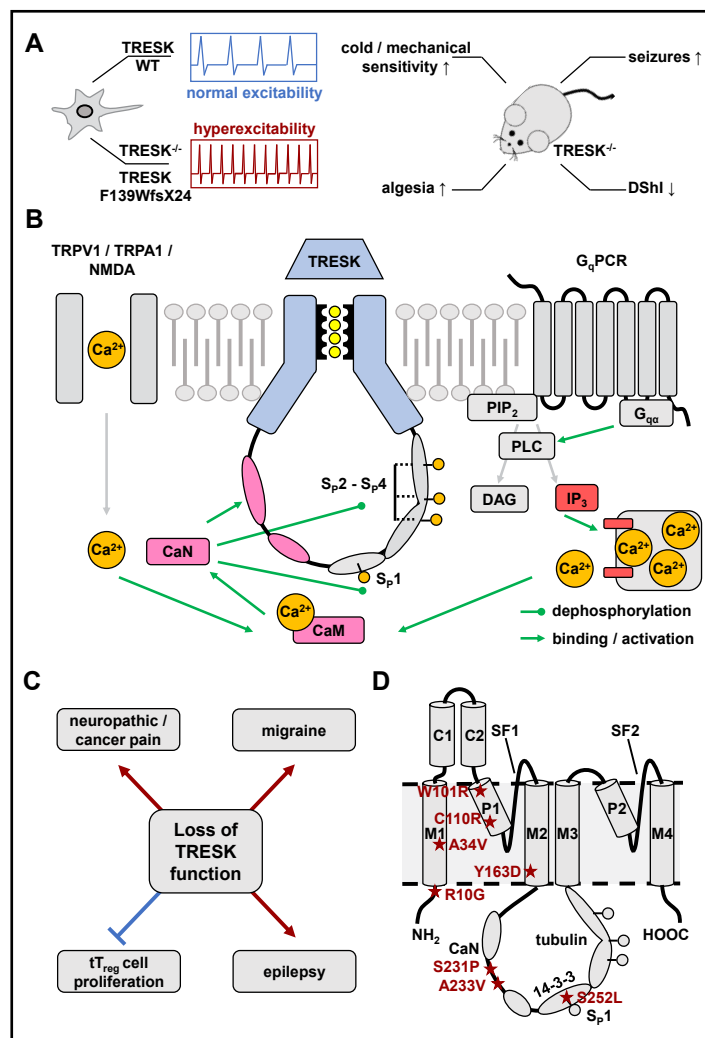 A
TRESK
WT
normal excitability
hyperexcitability
TRESK-/-
TRESK
F139WfsX24
cold / mechanical
sensitivity ↑
seizures ↑
TRESK-/-
algesia ↑
DShI ↓
B
TRPV1 / TRPA1 /
NMDA
TRESK
GqPCR
Ca2+
PIP2
Gqα
PLC
SP2 - SP4
DAG
IP3
Ca2+
CaN
Ca2+
Ca2+
Ca2+
Ca2+
Ca2+
SP1
Ca2+
CaM
dephosphorylation
binding / activation
C
neuropathic /
cancer pain
migraine
Loss of
TRESK
function
tTreg cell
proliferation
epilepsy
D
C1
C2
SF1
SF2
W101R
P1
C110R
P2
M1
M2
M3
M4
A34V
Y163D
R10G
NH2
CaN
tubulin
HOOC
S231P
A233V
14-3-3
S252L
SP1